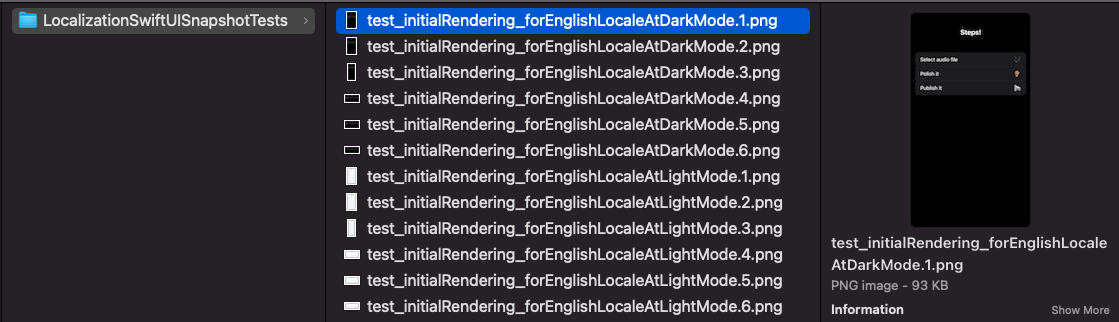 LocalizationSwiftUISnapshotTests
test_initialRendering_forEnglishLocaleAtDarkMode.1.png
test_initialRendering_forEnglishLocaleAtDarkMode.2.png
test_initialRendering_forEnglishLocaleAtDarkMode.3.png
test_initialRendering_forEnglishLocaleAtDarkMode.4.png
test_initialRendering_forEnglishLocaleAtDarkMode.5.png
test_initialRendering_forEnglishLocaleAtDarkMode.6.png
test_initialRendering_forEnglishLocaleAtLightMode.1.png
test_initialRendering_forEnglishLocaleAtLightMode.2.png
test_initialRendering_forEnglishLocaleAtLightMode.3.png
test_initialRendering_forEnglishLocaleAtLightMode.4.png
test_initialRendering_forEnglishLocaleAtLightMode.5.png
test_initialRendering_forEnglishLocaleAtLightMode.6.png
Steps!
Select audio file
Polish it
Publish it
test_initialRendering_forEnglishLocale
AtDarkMode.1.png
PNG image - 93 KB
Information Show More